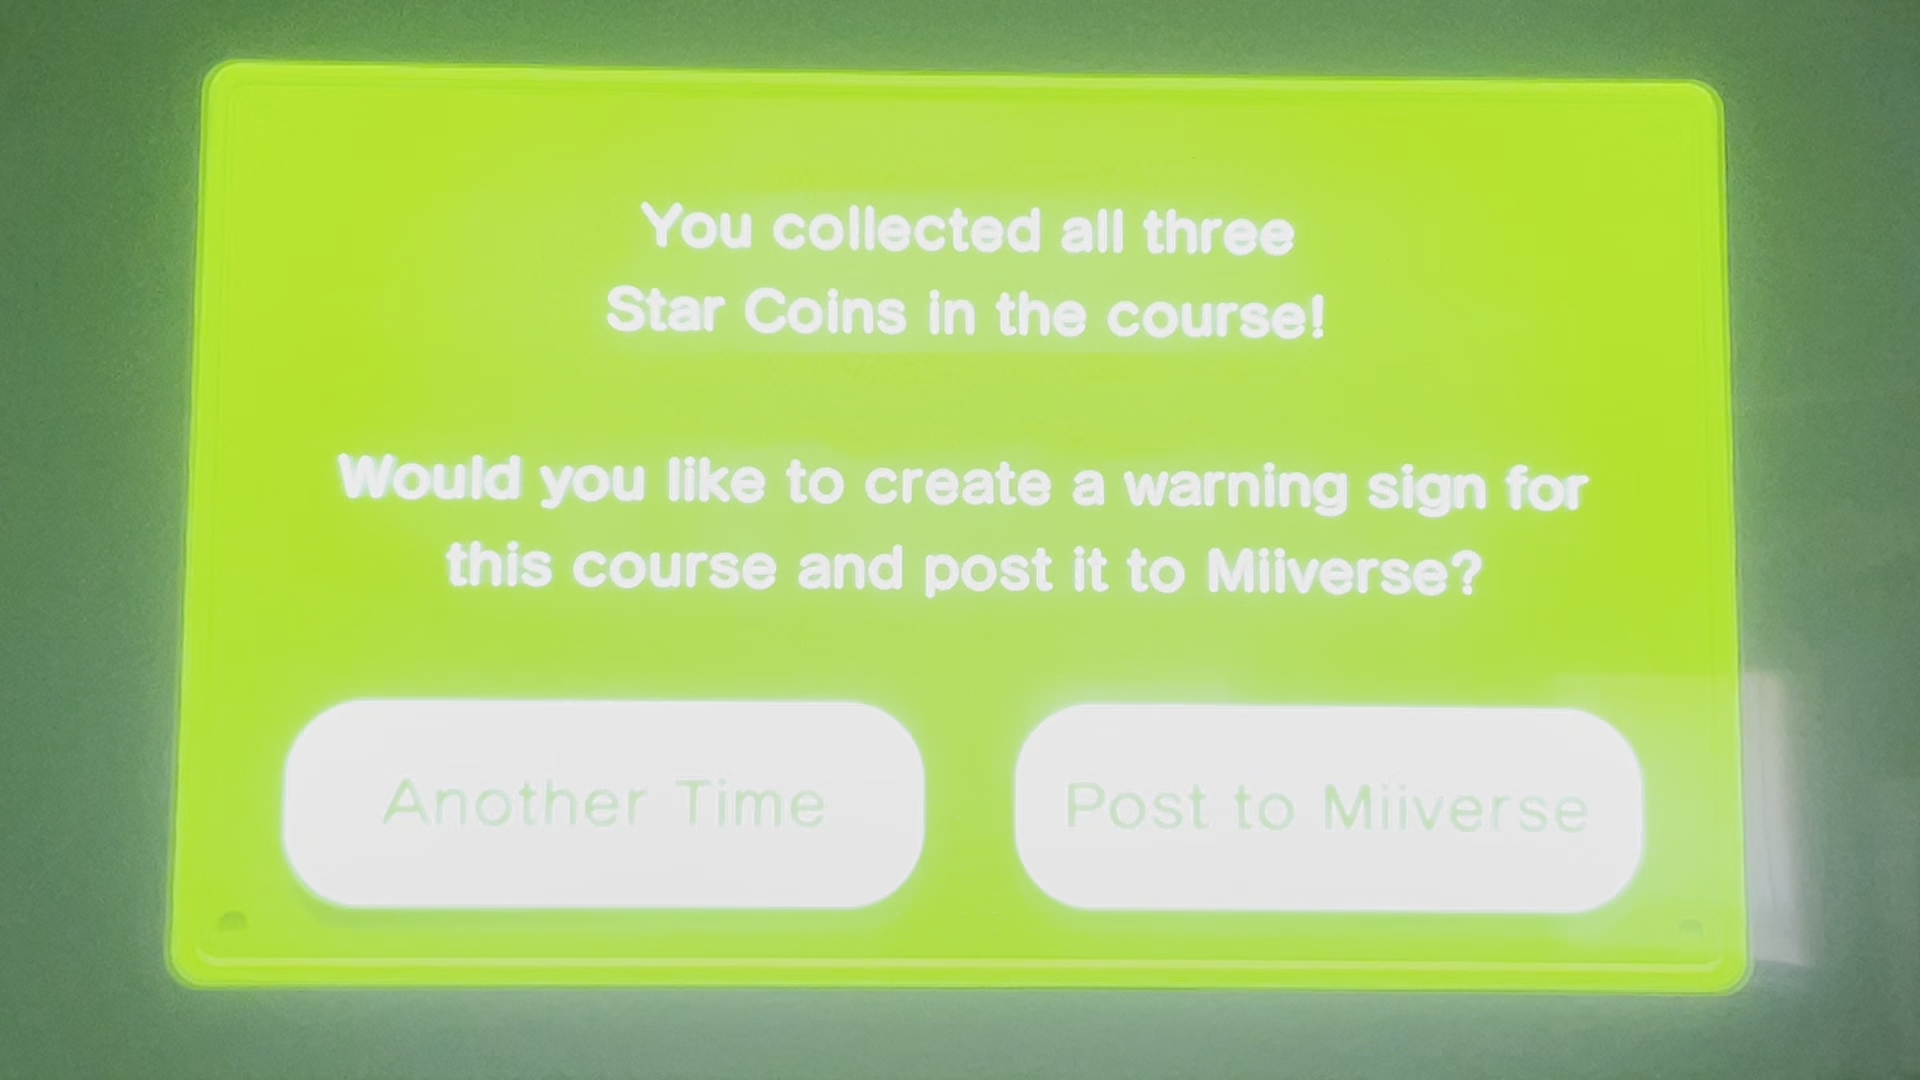 You collected all three
Star Coins in the course!
Would you like to create a warning sign for
this course and post it to Miiverse?
Another Time
Post to Miiverse